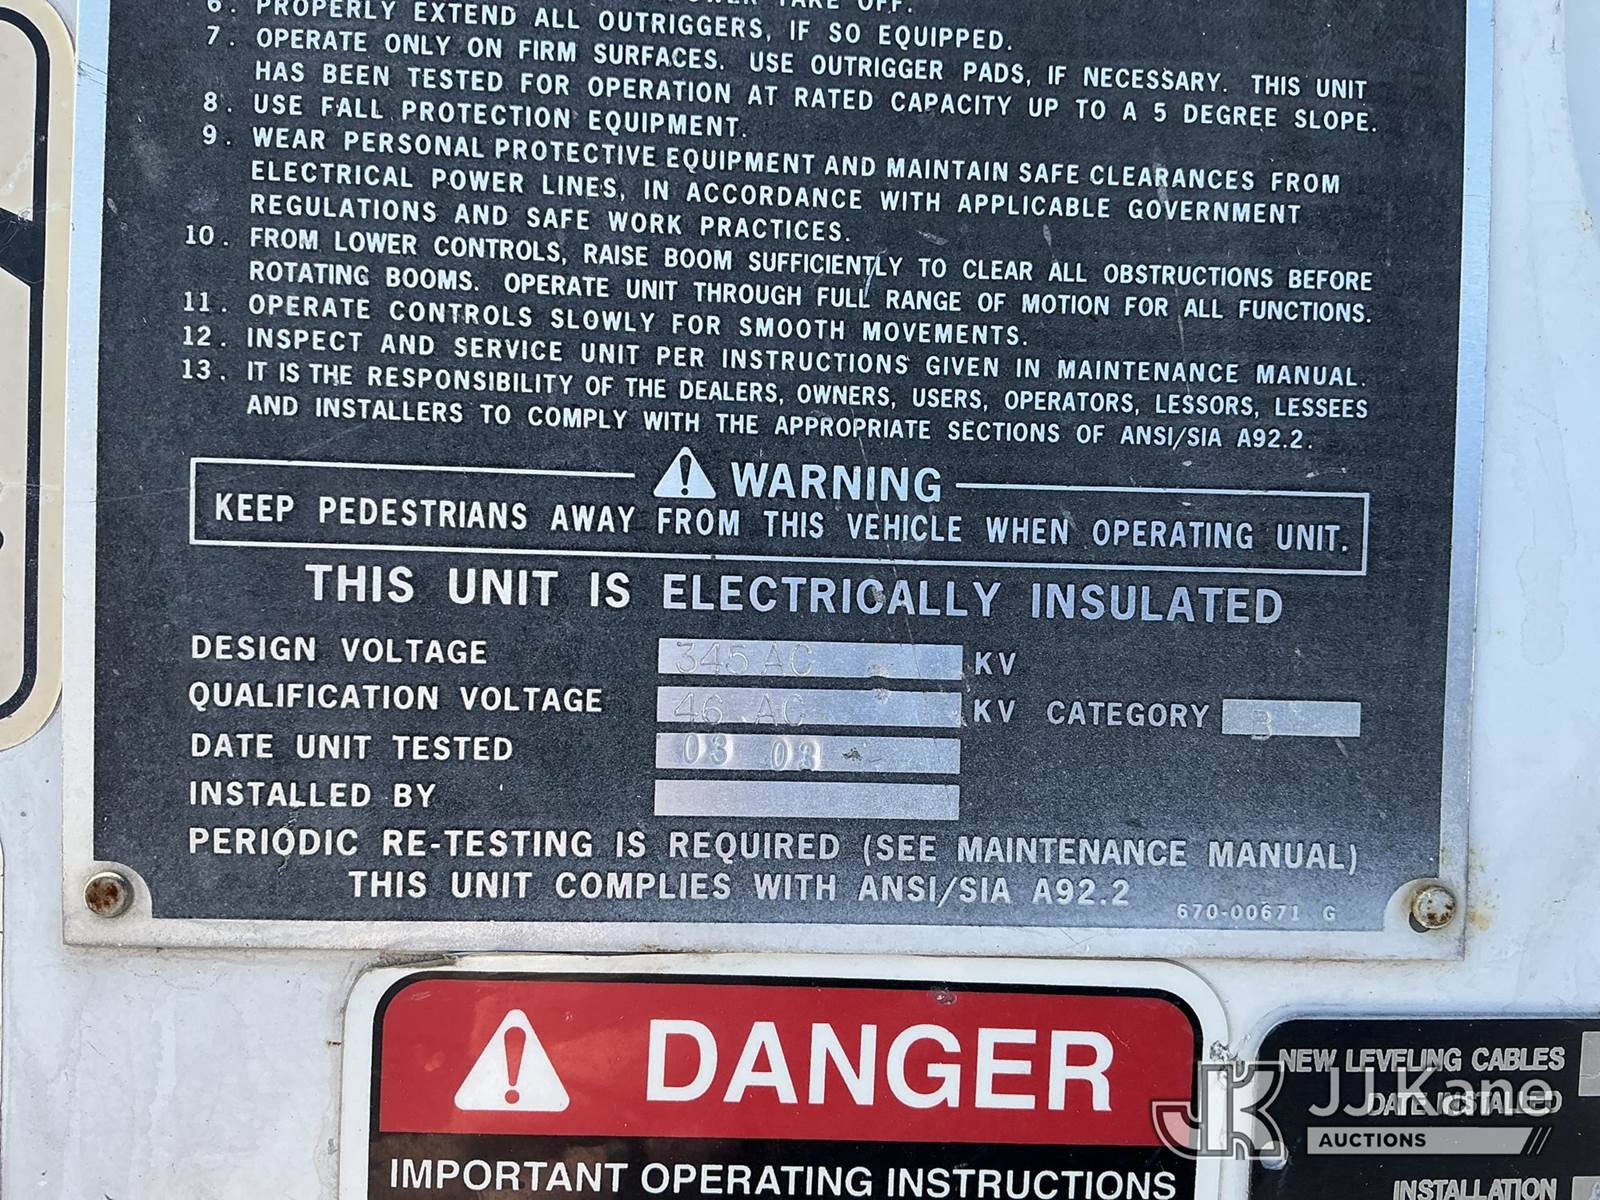 TAKE OFF.
6. PROPERLY EXTEND ALL OUTRIGGERS, IF SO EQUIPPED.
7. OPERATE ONLY ON FIRM SURFACES. USE OUTRIGGER PADS, IF NECESSARY. THIS UNIT
HAS BEEN TESTED FOR OPERATION AT RATED CAPACITY UP TO A 5 DEGREE SLOPE.
8. USE FALL PROTECTION EQUIPMENT.
9. WEAR PERSONAL PROTECTIVE EQUIPMENT AND MAINTAIN SAFE CLEARANCES FROM
ELECTRICAL POWER LINES, IN ACCORDANCE WITH APPLICABLE GOVERNMENT
REGULATIONS AND SAFE WORK PRACTICES.
10. FROM LOWER CONTROLS, RAISE BOOM SUFFICIENTLY TO CLEAR ALL OBSTRUCTIONS BEFORE
ROTATING BOOMS. OPERATE UNIT THROUGH FULL RANGE OF MOTION FOR ALL FUNCTIONS.
11. OPERATE CONTROLS SLOWLY FOR SMOOTH MOVEMENTS.
12. INSPECT AND SERVICE UNIT PER INSTRUCTIONS GIVEN IN MAINTENANCE MANUAL.
13. IT IS THE RESPONSIBILITY OF THE DEALERS, OWNERS, USERS, OPERATORS, LESSORS, LESSEES
AND INSTALLERS TO COMPLY WITH THE APPROPRIATE SECTIONS OF ANSI/SIA A92.2.
WARNING
KEEP PEDESTRIANS AWAY FROM THIS VEHICLE WHEN OPERATING UNIT.
THIS UNIT IS ELECTRICALLY INSULATED
DESIGN VOLTAGE 345 AC KV
QUALIFICATION VOLTAGE 46 AC KV CATEGORY B
DATE UNIT TESTED 03 03
INSTALLED BY
PERIODIC RE-TESTING IS REQUIRED (SEE MAINTENANCE MANUAL)
THIS UNIT COMPLIES WITH ANSI/SIA A92.2
670-00671 G
DANGER
IMPORTANT OPERATING INSTRUCTIONS
NEW LEVELING CABLES
DATE INSTALLED
INSTALLATION
JK JJKane
AUCTIONS